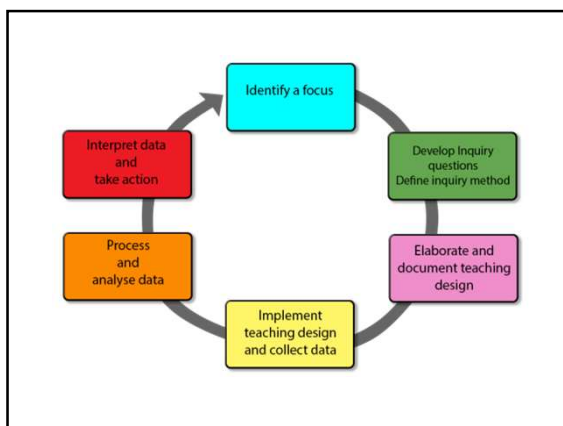 Identify a focus
Develop Inquiry
questions
Define inquiry method
Elaborate and
document teaching
design
Implement
teaching design
and collect data
Process
and
analyse data
Interpret data
and
take action